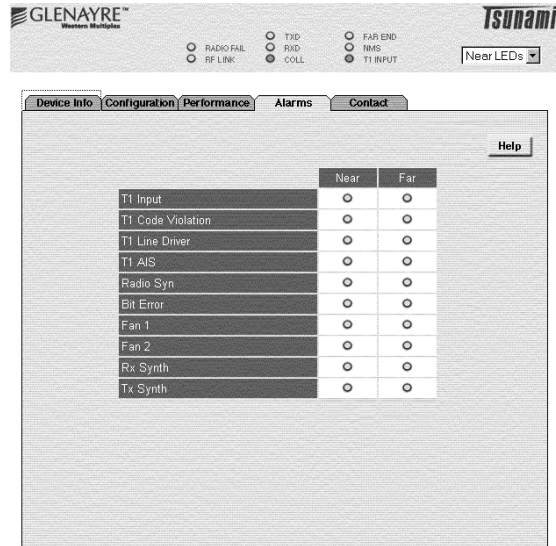 GLENAYRE™
Western Multiplex
Tsunami
RADIO FAIL TXD FAR END
RF LINK RXD NMS
COLL T1 INPUT
Near LEDs
Device Info Configuration Performance Alarms Contact
Help
Near Far
T1 Input
T1 Code Violation
T1 Line Driver
T1 AIS
Radio Syn
Bit Error
Fan 1
Fan 2
Rx Synth
Tx Synth